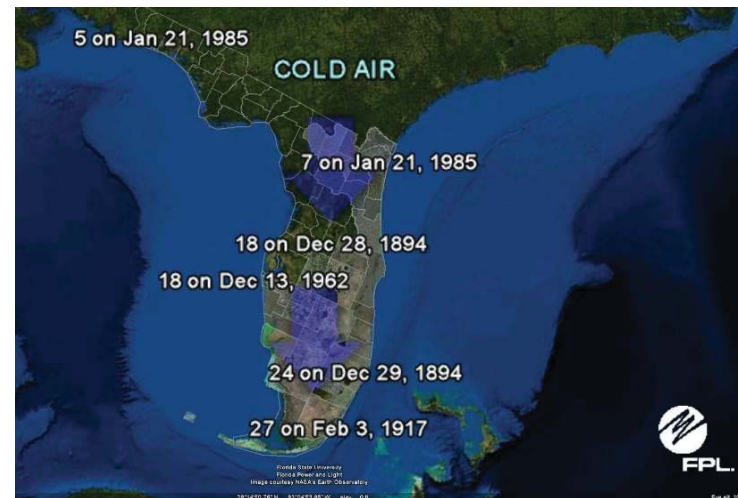 5 on Jan 21, 1985
COLD AIR
7 on Jan 21, 1985
18 on Dec 28, 1894
18 on Dec 13, 1962
24 on Dec 29, 1894
27 on Feb 3, 1917
FPL.
Florida State University
Florida Power and Light
Image courtesy NASA's Earth Observatory